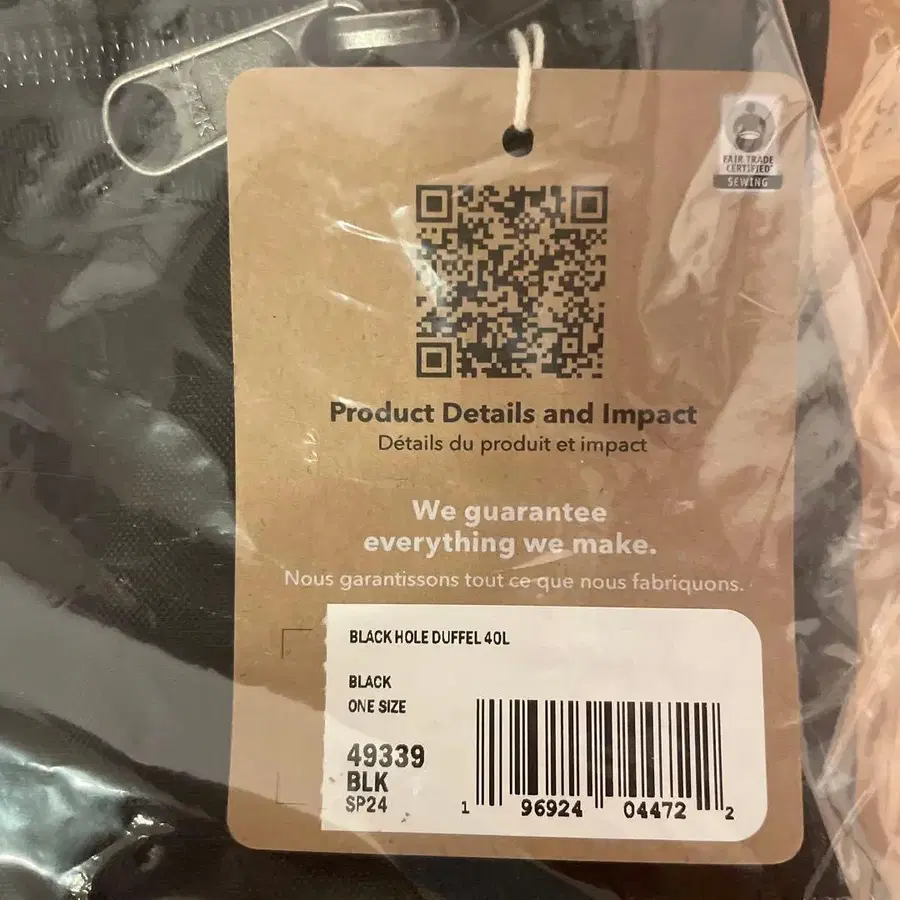 YKK
FAIR TRADE
CERTIFIED
SEWING
Product Details and Impact
Détails du produit et impact
We guarantee
everything we make.
Nous garantissons tout ce que nous fabriquons.
BLACK HOLE DUFFEL 40L
BLACK
ONE SIZE
49339
BLK
SP24
1 96924 04472 2